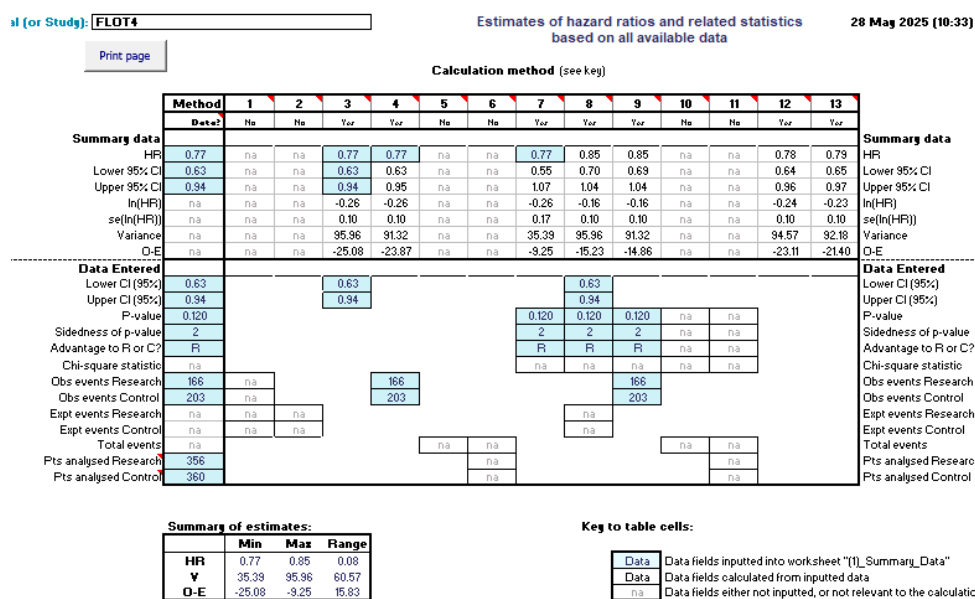 al (or Study): FLOT4 Estimates of hazard ratios and related statistics 28 May 2025 (10:33)
based on all available data
Print page
Calculation method (see key)
Method 1 2 3 4 5 6 7 8 9 10 11 12 13
Data? No No Yes Yes No No Yes Yes Yes No No Yes Yes
Summary data Summary data
HR 0.77 na na 0.77 0.77 na na 0.77 0.85 0.85 na na 0.78 0.79 HR
Lower 95% CI 0.63 na na 0.63 0.63 na na 0.55 0.70 0.69 na na 0.64 0.65 Lower 95% CI
Upper 95% CI 0.94 na na 0.94 0.95 na na 1.07 1.04 1.04 na na 0.96 0.97 Upper 95% CI
ln(HR) na na na -0.26 -0.26 na na -0.26 -0.16 -0.16 na na -0.24 -0.23 ln(HR)
se(ln(HR)) na na na 0.10 0.10 na na 0.17 0.10 0.10 na na 0.10 0.10 se(ln(HR))
Variance na na na 95.96 91.32 na na 35.39 95.96 91.32 na na 94.57 92.18 Variance
O-E na na na -25.08 -23.87 na na -9.25 -15.23 -14.86 na na -23.11 -21.40 O-E
Data Entered Data Entered
Lower CI (95%) 0.63 0.63 0.63 Lower CI (95%)
Upper CI (95%) 0.94 0.94 0.94 Upper CI (95%)
P-value 0.120 0.120 0.120 0.120 na na P-value
Sidedness of p-value 2 2 2 2 na na Sidedness of p-value
Advantage to R or C? R R R R na na Advantage to R or C?
Chi-square statistic na na na na na na Chi-square statistic
Obs events Research 166 na 166 166 Obs events Research
Obs events Control 203 na 203 203 Obs events Control
Expt events Research na na na na Expt events Research
Expt events Control na na na na Expt events Control
Total events na na na na na Total events
Pts analysed Research 356 na na Pts analysed Researc
Pts analysed Control 360 na na Pts analysed Control
Summary of estimates: Key to table cells:
Min Max Range
HR 0.77 0.85 0.08 Data Data fields inputted into worksheet "(1)_Summary_Data"
V 35.39 95.96 60.57 Data Data fields calculated from inputted data
O-E -25.08 -9.25 15.83 na Data fields either not inputted, or not relevant to the calculatic